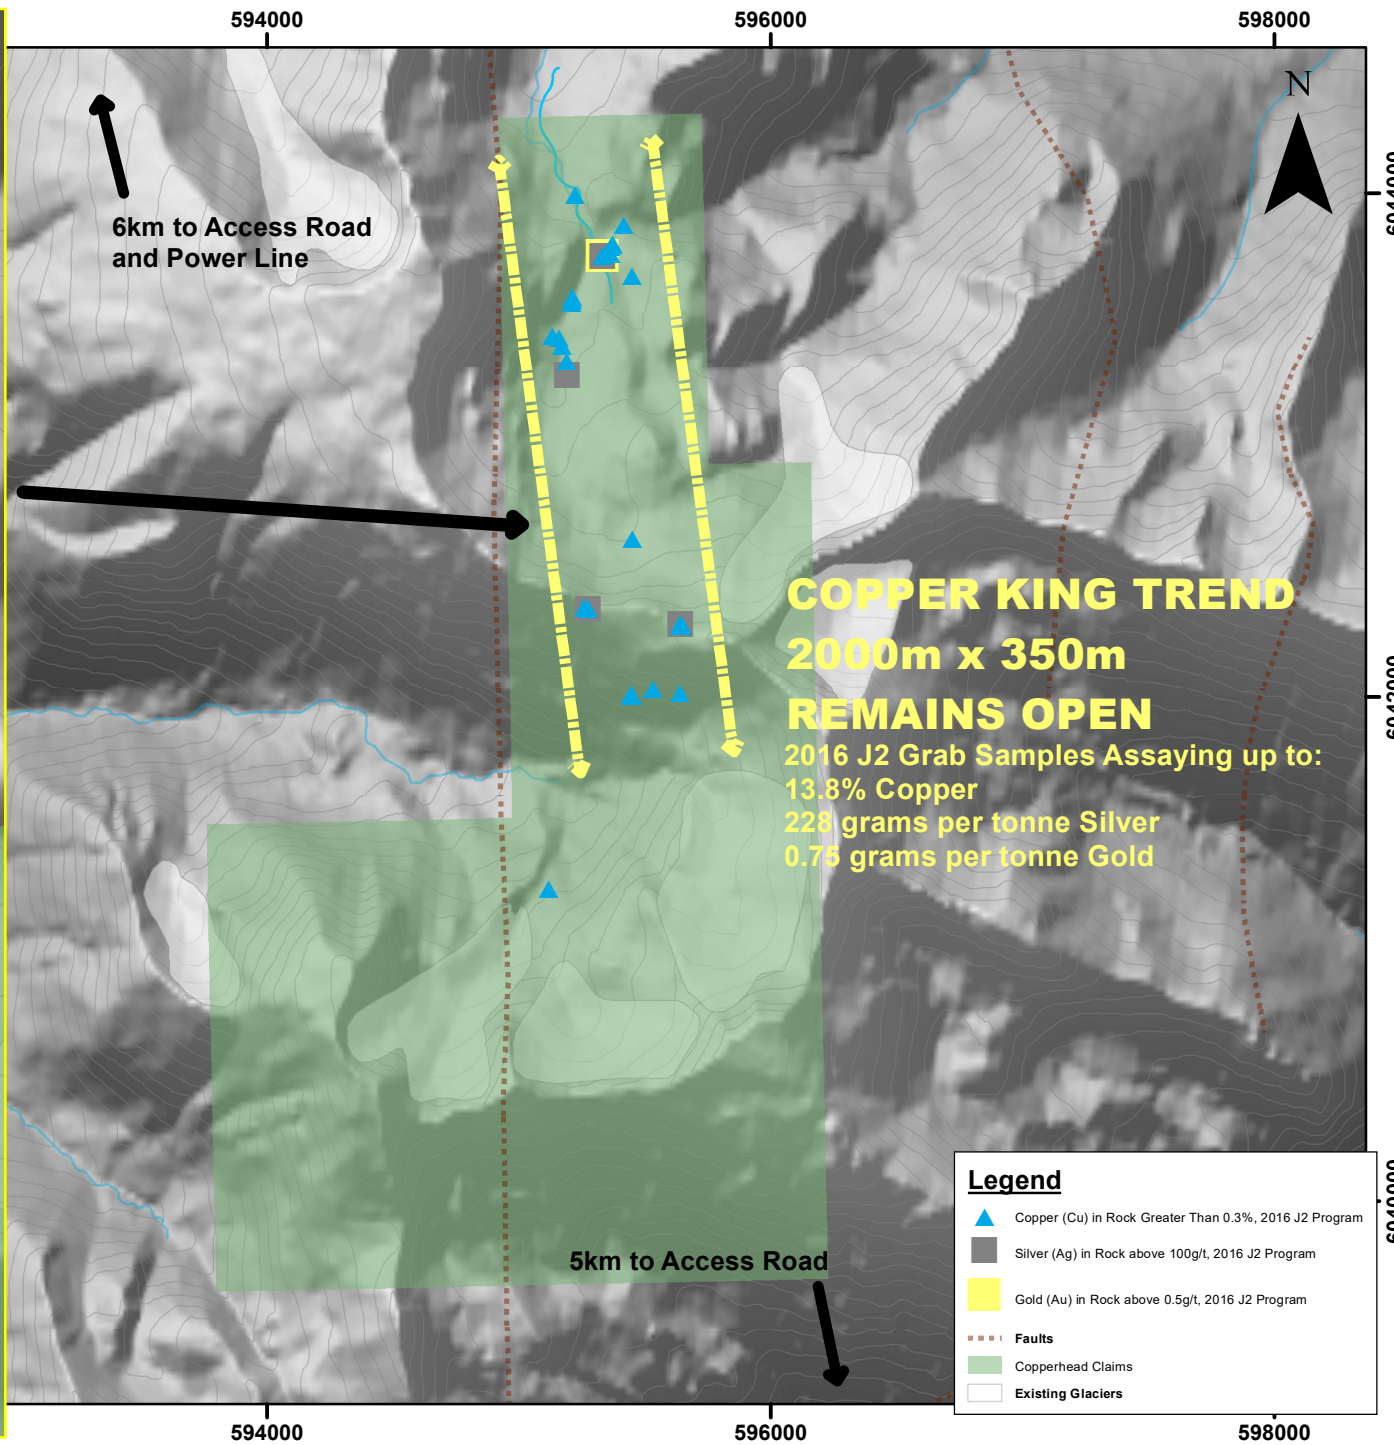 594000
596000
598000
N
6044000
6km to Access Road
and Power Line
COPPER KING TREND
2000m x 350m
REMAINS OPEN
6042000
2016 J2 Grab Samples Assaying up to:
13.8% Copper
228 grams per tonne Silver
0.75 grams per tonne Gold
6040000
5km to Access Road
Legend
Copper (Cu) in Rock Greater Than 0.3%, 2016 J2 Program
Silver (Ag) in Rock above 100g/t, 2016 J2 Program
Gold (Au) in Rock above 0.5g/t, 2016 J2 Program
Faults
Copperhead Claims
Existing Glaciers
594000
596000
598000